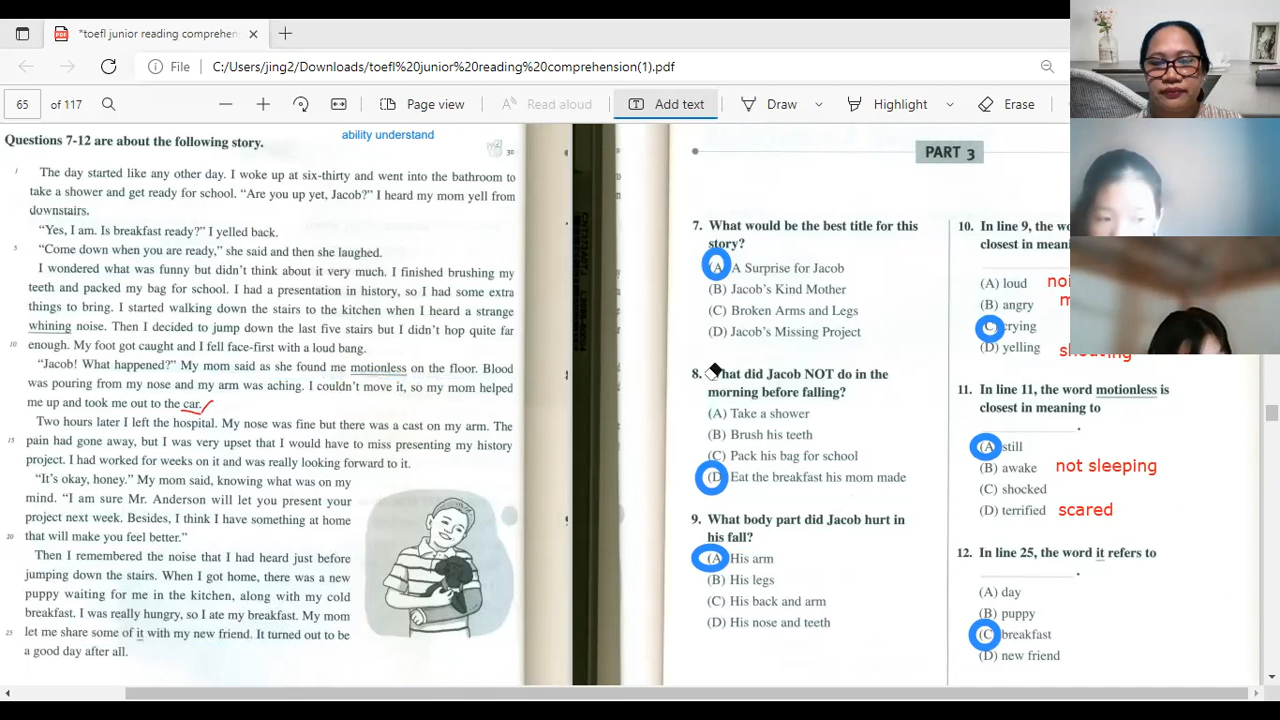 *toefl junior reading comprehen
File
C:/Users/jing2/Downloads/toefl%20junior%20reading%20comprehension(1).pdf
65
of 117
Page view
Read aloud
Add text
Draw
Highlight
Erase
Questions 7-12 are about the following story.
ability understand
30
1
The day started like any other day. I woke up at six-thirty and went into the bathroom to
take a shower and get ready for school. “Are you up yet, Jacob?” I heard my mom yell from
downstairs.
“Yes, I am. Is breakfast ready?” I yelled back.
5
“Come down when you are ready,” she said and then she laughed.
I wondered what was funny but didn’t think about it very much. I finished brushing my
teeth and packed my bag for school. I had a presentation in history, so I had some extra
things to bring. I started walking down the stairs to the kitchen when I heard a strange
whining noise. Then I decided to jump down the last five stairs but I didn’t hop quite far
10
enough. My foot got caught and I fell face-first with a loud bang.
“Jacob! What happened?” My mom said as she found me motionless on the floor. Blood
was pouring from my nose and my arm was aching. I couldn’t move it, so my mom helped
me up and took me out to the car.
Two hours later I left the hospital. My nose was fine but there was a cast on my arm. The
15
pain had gone away, but I was very upset that I would have to miss presenting my history
project. I had worked for weeks on it and was really looking forward to it.
“It’s okay, honey.” My mom said, knowing what was on my
mind. “I am sure Mr. Anderson will let you present your
project next week. Besides, I think I have something at home
20
that will make you feel better.”
Then I remembered the noise that I had heard just before
jumping down the stairs. When I got home, there was a new
puppy waiting for me in the kitchen, along with my cold
breakfast. I was really hungry, so I ate my breakfast. My mom
25
let me share some of it with my new friend. It turned out to be
a good day after all.
PART 3
7. What would be the best title for this
story?
(A) A Surprise for Jacob
(B) Jacob’s Kind Mother
(C) Broken Arms and Legs
(D) Jacob’s Missing Project
8. What did Jacob NOT do in the
morning before falling?
(A) Take a shower
(B) Brush his teeth
(C) Pack his bag for school
(D) Eat the breakfast his mom made
9. What body part did Jacob hurt in
his fall?
(A) His arm
(B) His legs
(C) His back and arm
(D) His nose and teeth
10. In line 9, the
closest in meaning
(A) loud
(B) angry
(C) crying
(D) yelling
shouting
11. In line 11, the word motionless is
closest in meaning to
.
(A) still
(B) awake not sleeping
(C) shocked
(D) terrified scared
12. In line 25, the word it refers to
.
(A) day
(B) puppy
(C) breakfast
(D) new friend